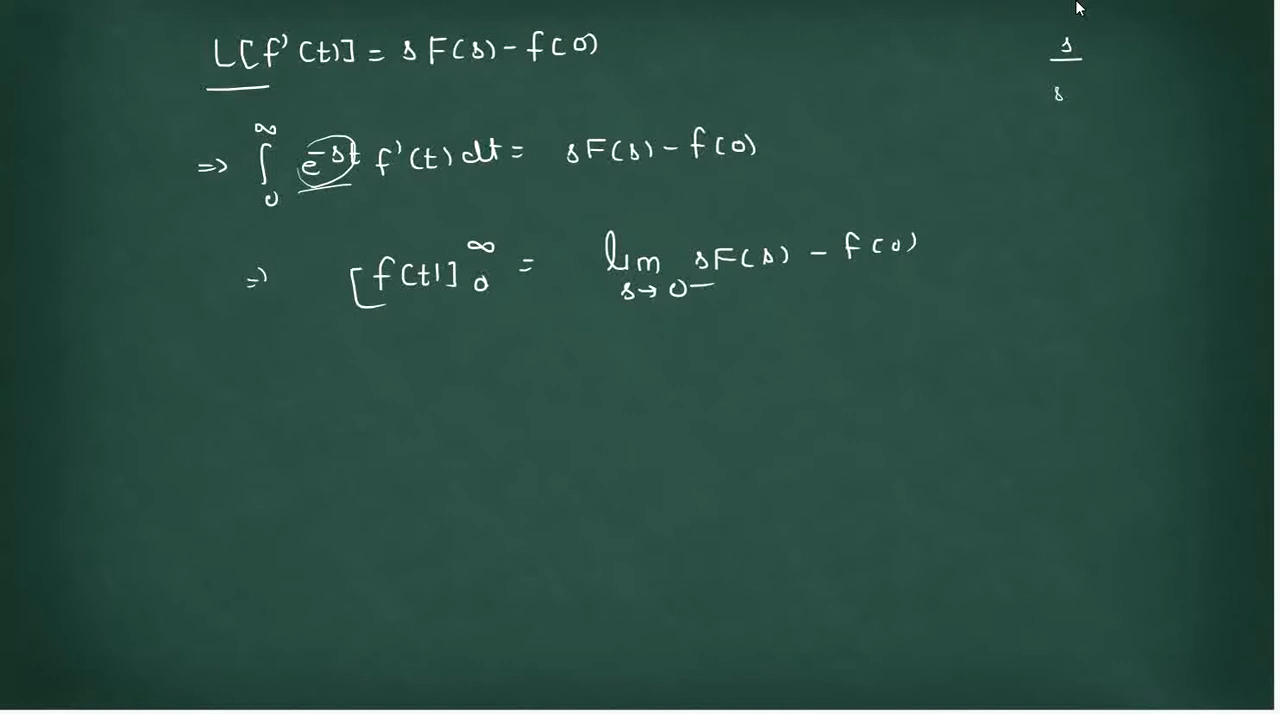 L[f'(t)] = sF(s) - f(0)
s
s
=> ∫₀^∞ e^{-st} f'(t) dt = sF(s) - f(0)
=> [f(t)]₀^∞ = lim_{s→0} sF(s) - f(0)